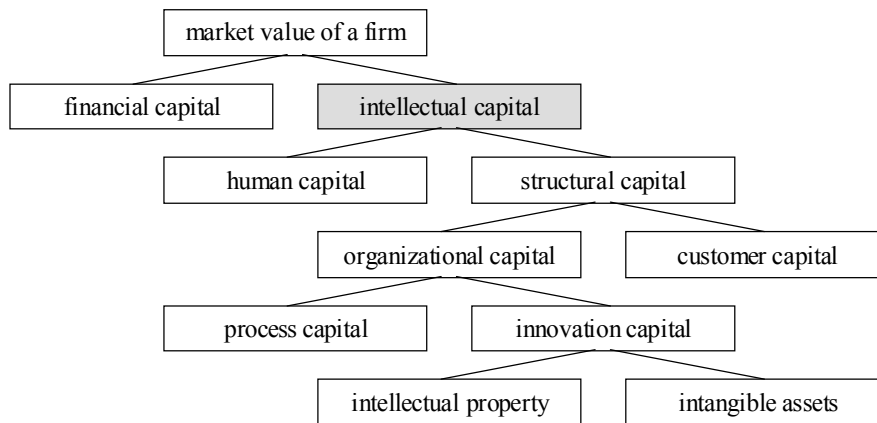 market value of a firm
financial capital
intellectual capital
human capital
structural capital
organizational capital
customer capital
process capital
innovation capital
intellectual property
intangible assets